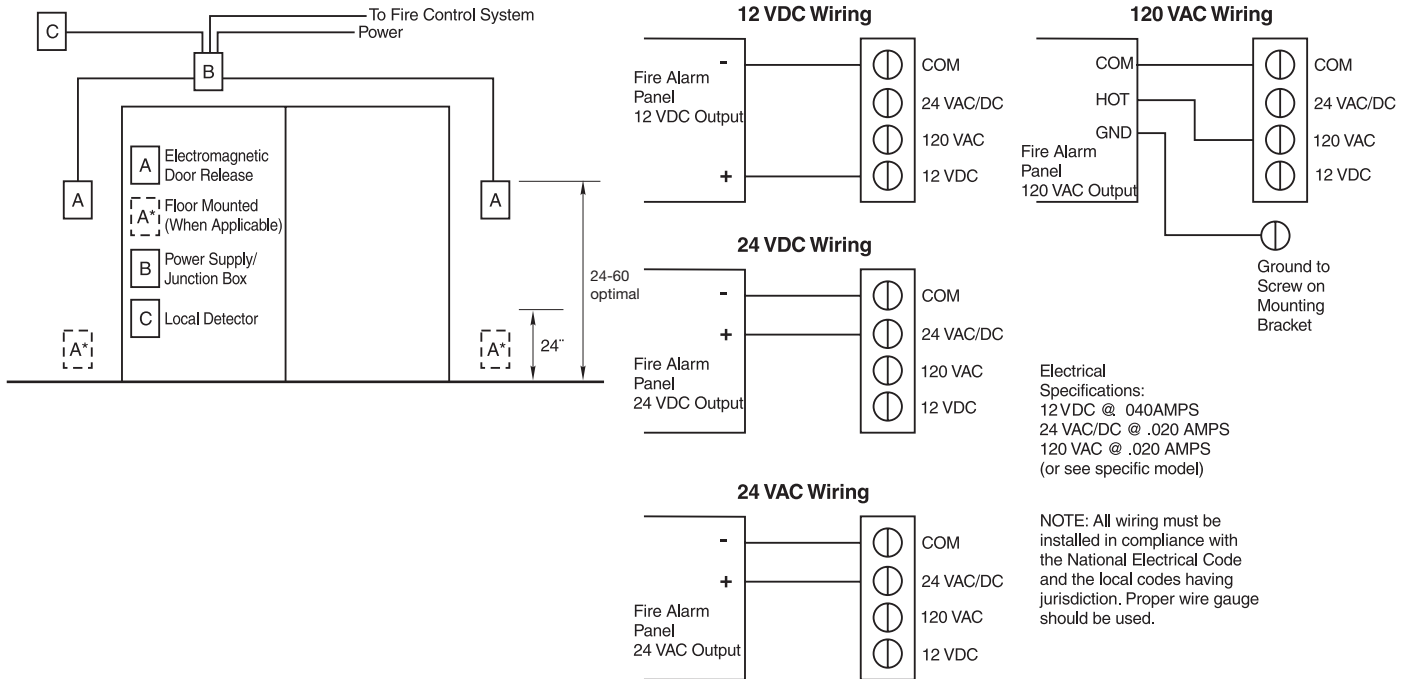 To Fire Control System
Power
C
B
A
Electromagnetic
Door Release
A*
Floor Mounted
(When Applicable)
B
Power Supply/
Junction Box
C
Local Detector
A
A
A*
A*
24-60
optimal
24¨
12 VDC Wiring
-
Fire Alarm
Panel
12 VDC Output
+
COM
24 VAC/DC
120 VAC
12 VDC
24 VDC Wiring
-
+
Fire Alarm
Panel
24 VDC Output
COM
24 VAC/DC
120 VAC
12 VDC
24 VAC Wiring
-
+
Fire Alarm
Panel
24 VAC Output
COM
24 VAC/DC
120 VAC
12 VDC
120 VAC Wiring
COM
HOT
GND
Fire Alarm
Panel
120 VAC Output
COM
24 VAC/DC
120 VAC
12 VDC
Ground to
Screw on
Mounting
Bracket
Electrical
Specifications:
12 VDC @. 040AMPS
24 VAC/DC @ .020 AMPS
120 VAC @ .020 AMPS
(or see specific model)
NOTE: All wiring must be
installed in compliance with
the National Electrical Code
and the local codes having
jurisdiction. Proper wire gauge
should be used.